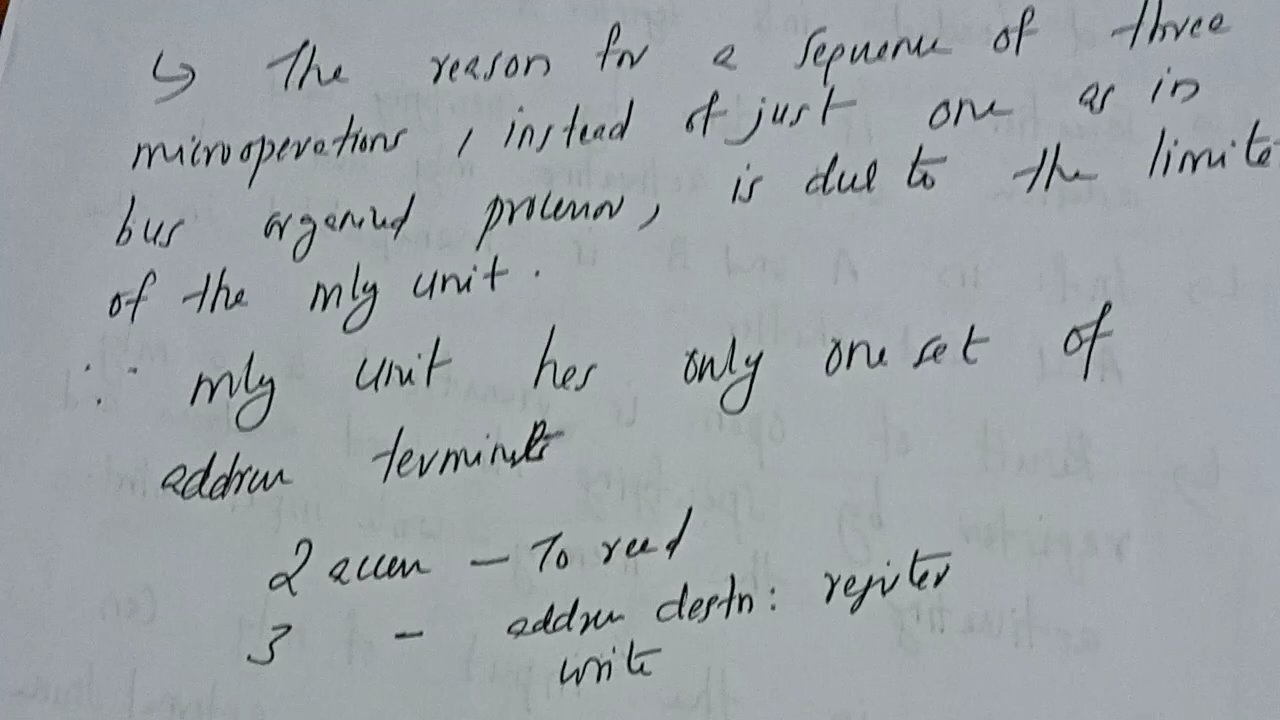 ↳ The reason for a sequence of three
microoperations, instead of just one as in
bus organized processor, is due to the limite
of the mly unit.
∴ mly unit has only one set of
address terminals
2 access – To read
3 – address destn: register
write